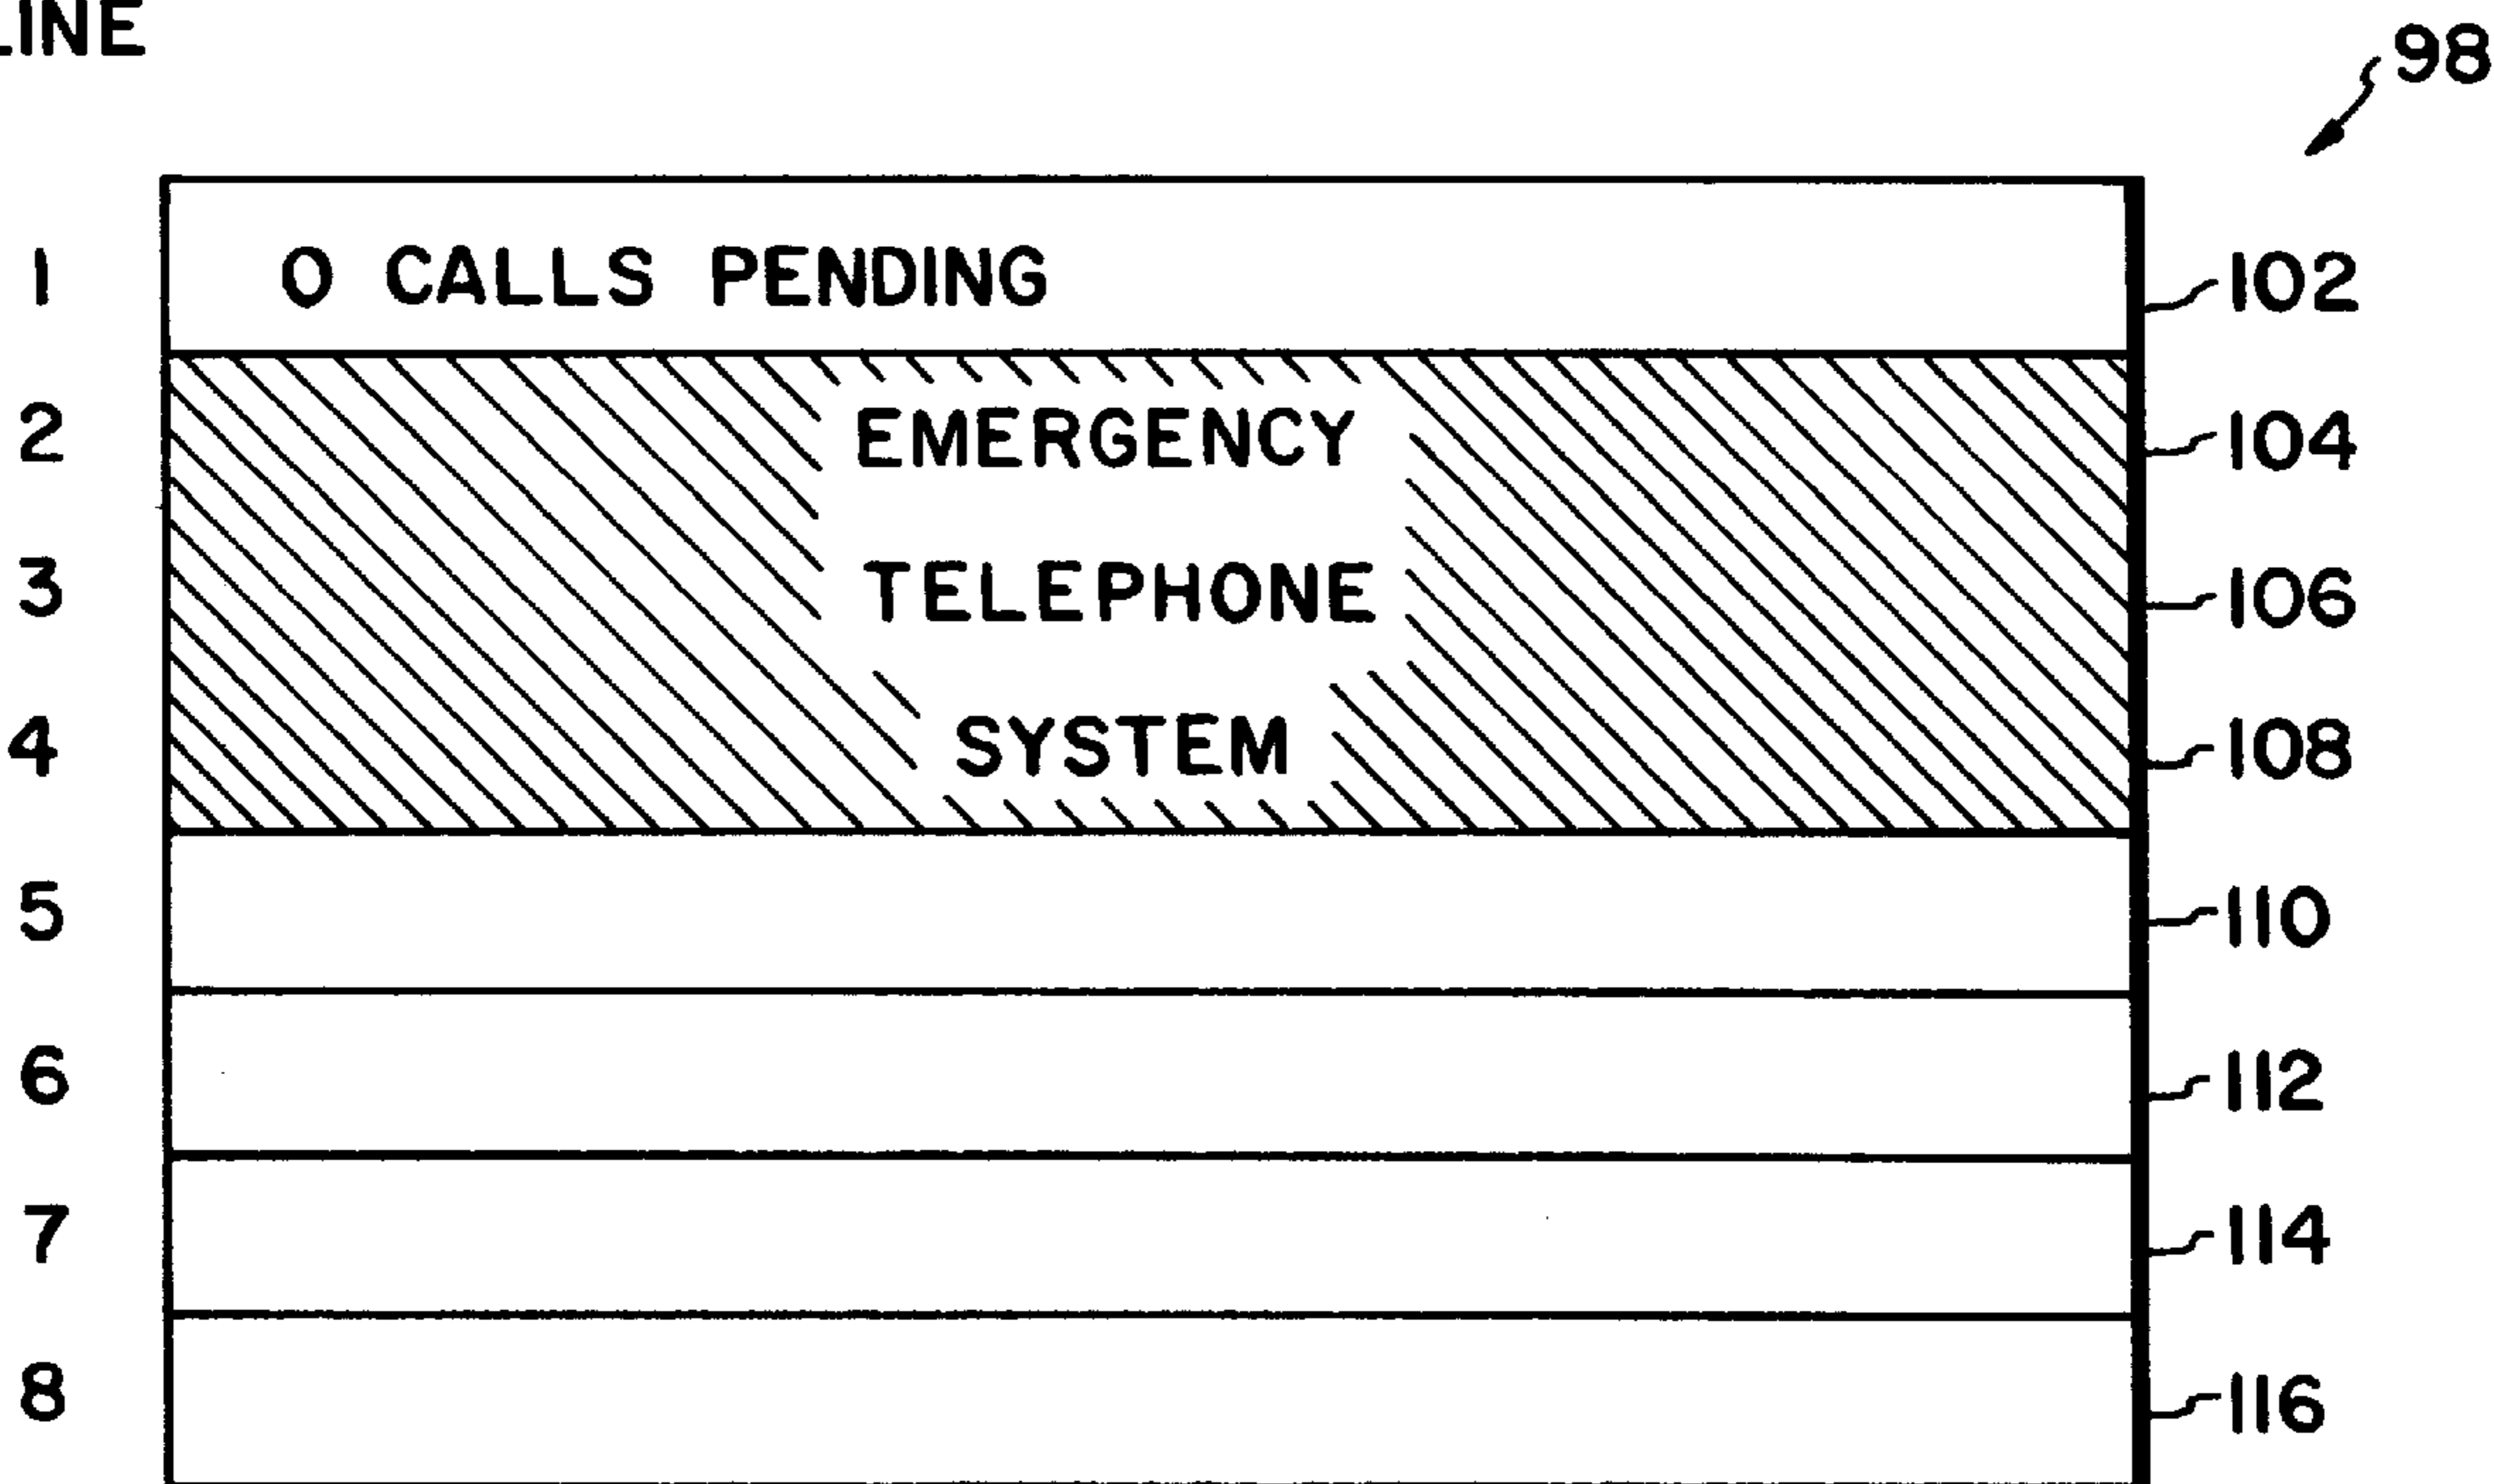 LINE
98
1 0 CALLS PENDING 102
2 EMERGENCY 104
3 TELEPHONE 106
4 SYSTEM 108
5 110
6 112
7 114
8 116